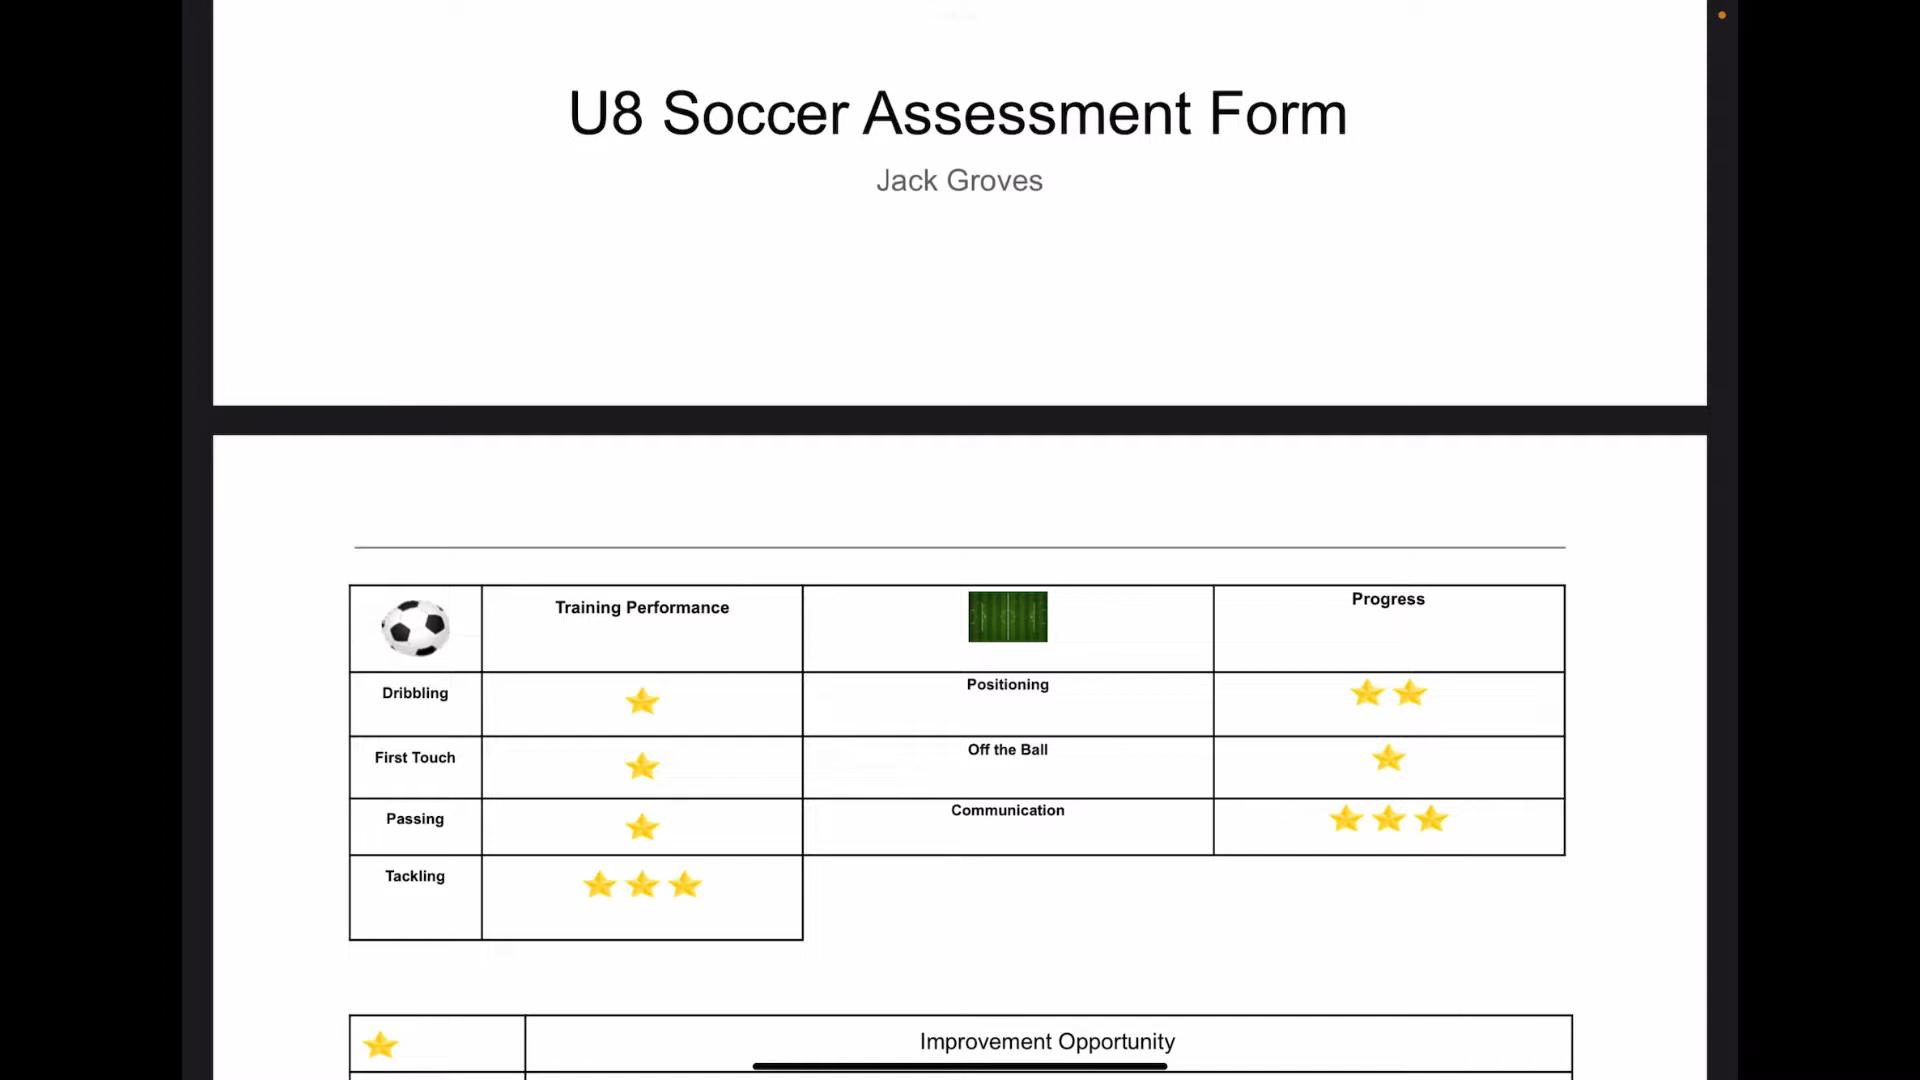 U8 Soccer Assessment Form
Jack Groves
Training Performance
Progress
Dribbling
Positioning
First Touch
Off the Ball
Passing
Communication
Tackling
Improvement Opportunity